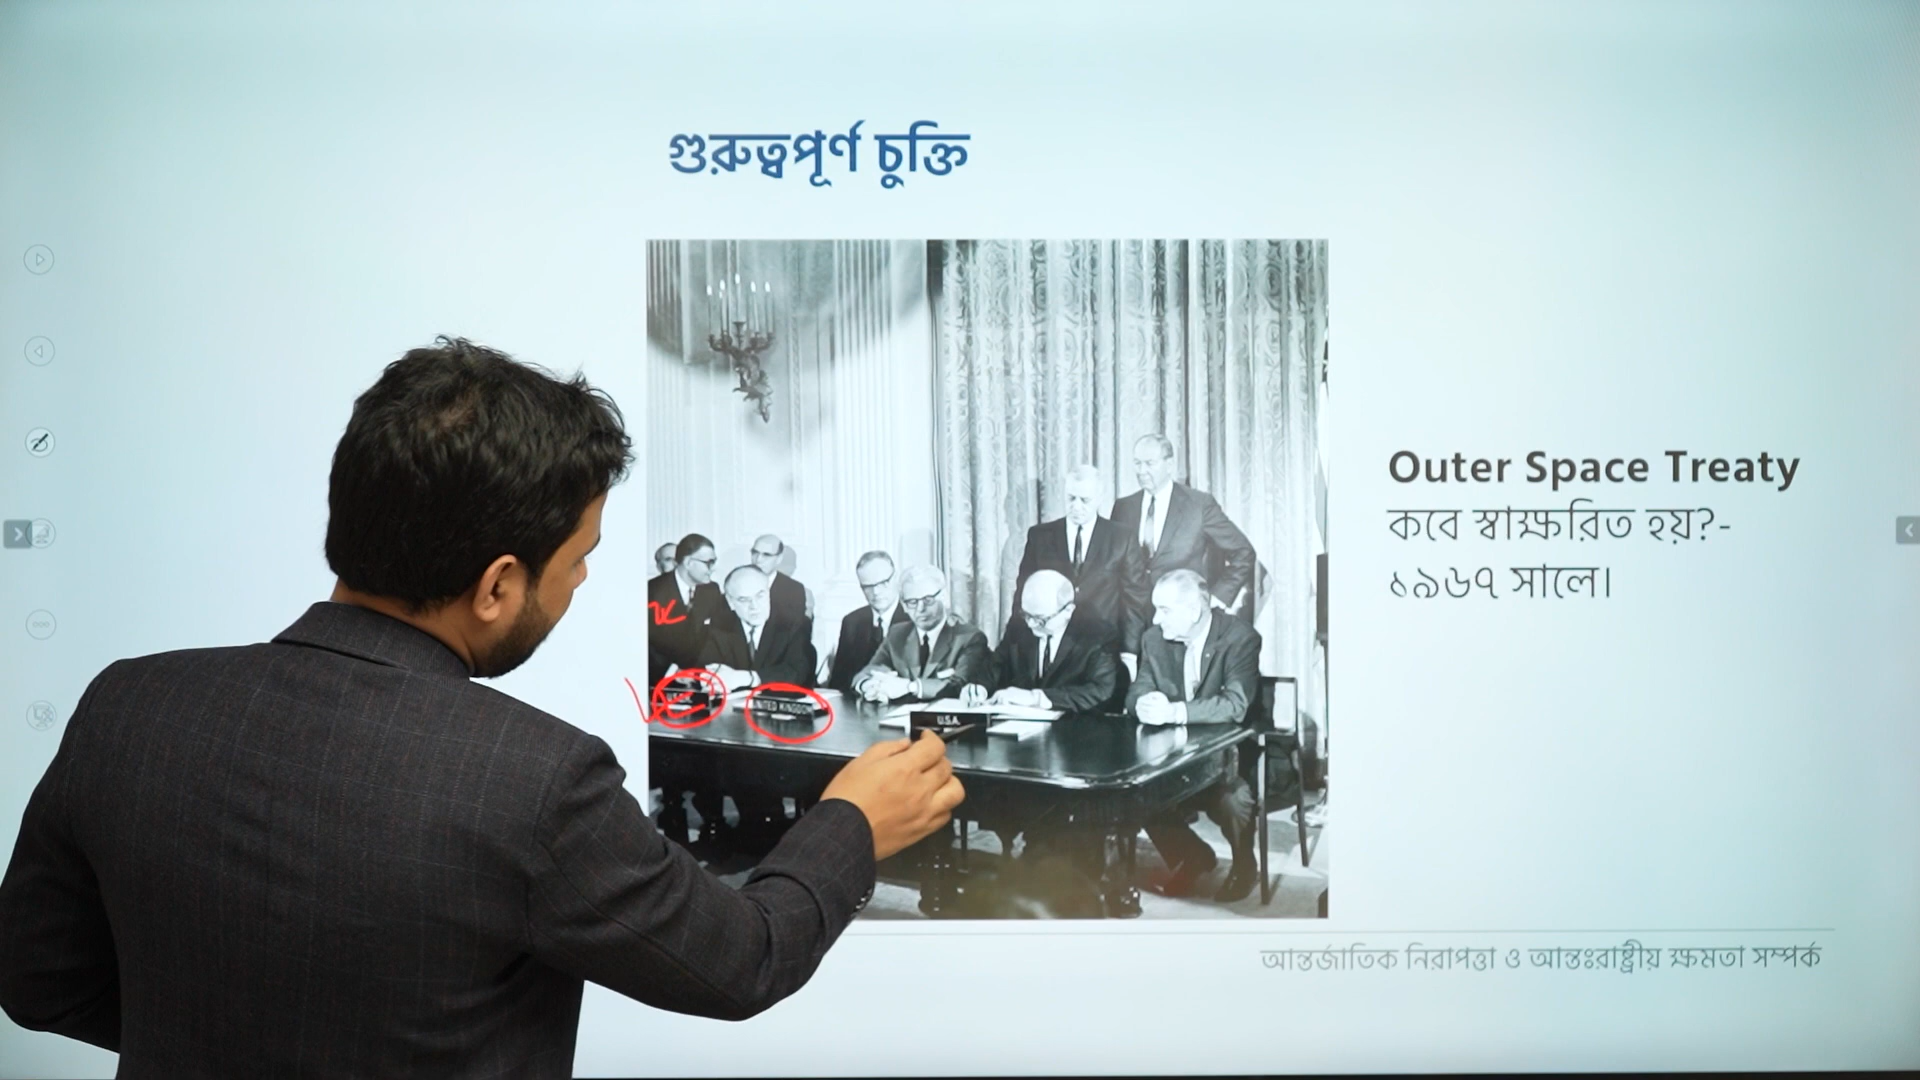 গুরুত্বপূর্ণ চুক্তি
Outer Space Treaty
কবে স্বাক্ষরিত হয়?-
১৯৬৭ সালে।
UNITED KINGDOM
U.S.A.
আন্তর্জাতিক নিরাপত্তা ও আন্তঃরাষ্ট্রীয় ক্ষমতা সম্পর্ক